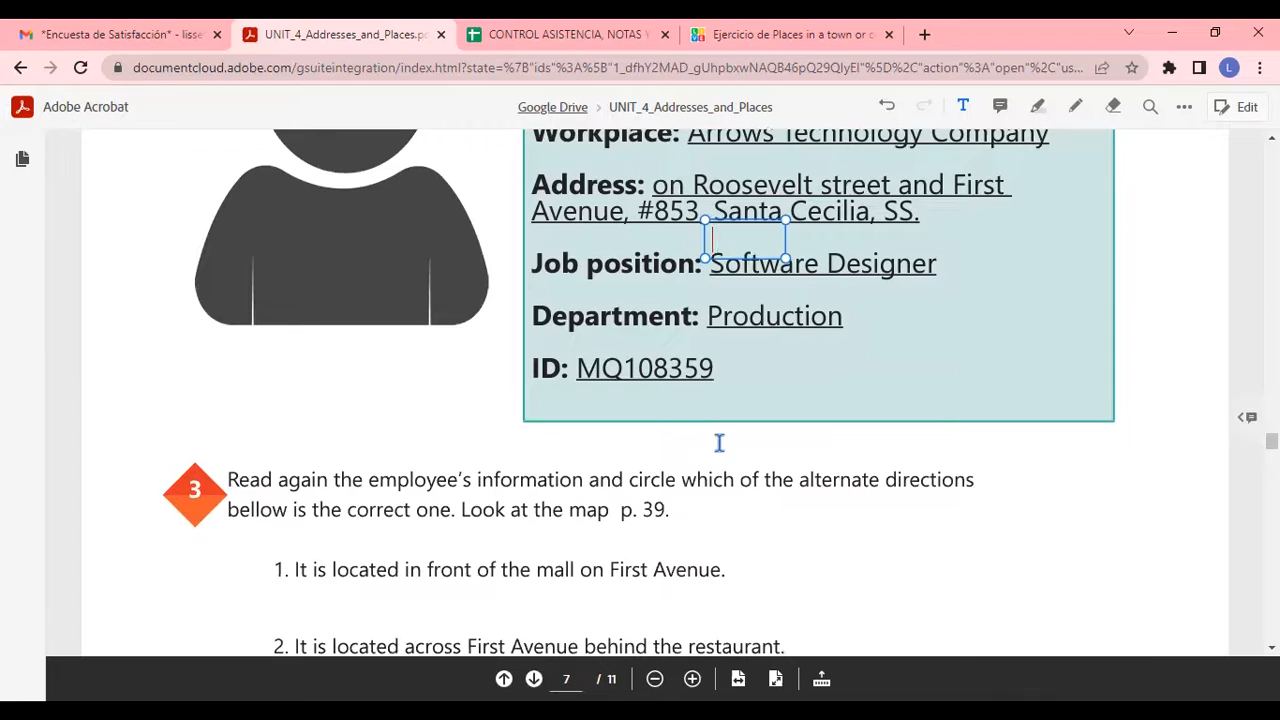 *Encuesta de Satisfacción* - lisse
UNIT_4_Addresses_and_Places.pd
CONTROL ASISTENCIA, NOTAS Y
Ejercicio de Places in a town or c
documentcloud.adobe.com/gsuiteintegration/index.html?state=%7B"ids"%3A%5B"1_dfhY2MAD_gUhpbxwNAQB46pQ29QIyEI"%5D%2C"action"%3A"open"%2C"us...
L
Adobe Acrobat
Google Drive > UNIT_4_Addresses_and_Places
T
Edit
Workplace: Arrows Technology Company
Address: on Roosevelt street and First
Avenue, #853, Santa Cecilia, SS.
Job position: Software Designer
Department: Production
ID: MQ108359
3
Read again the employee's information and circle which of the alternate directions
bellow is the correct one. Look at the map p. 39.
1. It is located in front of the mall on First Avenue.
2. It is located across First Avenue behind the restaurant.
7 / 11